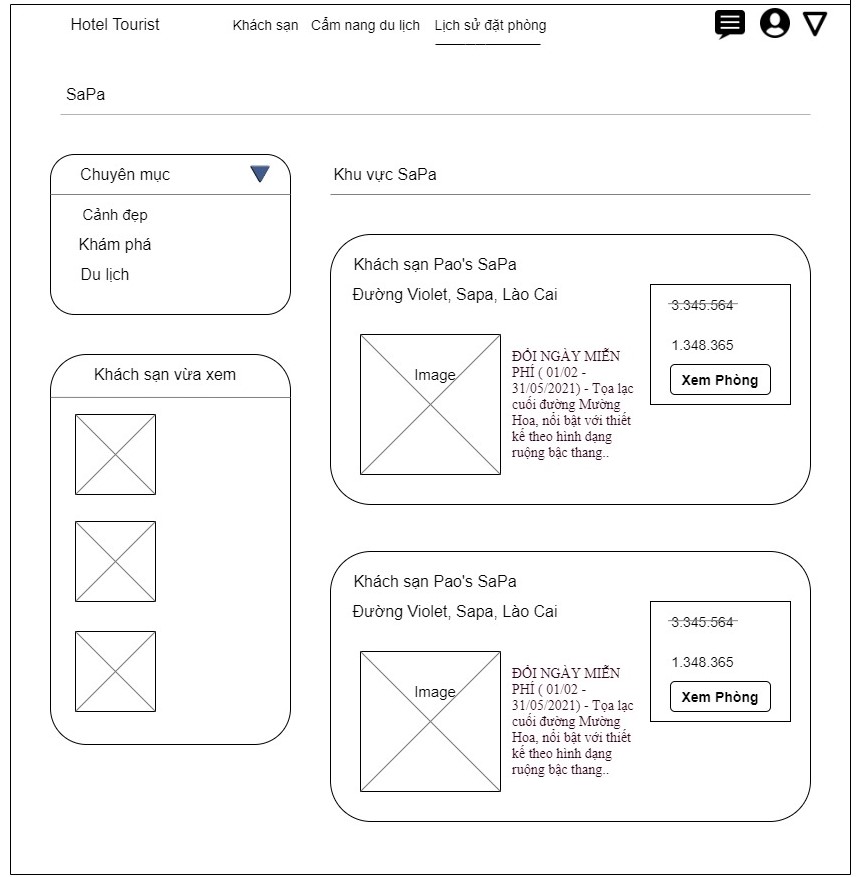 Hotel Tourist
Khách sạn
Cẩm nang du lịch
Lịch sử đặt phòng
SaPa
Chuyên mục
Cảnh đẹp
Khám phá
Du lịch
Khách sạn vừa xem
Khu vực SaPa
Khách sạn Pao's SaPa
Đường Violet, Sapa, Lào Cai
Image
ĐỔI NGÀY MIỄN
PHÍ ( 01/02 -
31/05/2021) - Tọa lạc
cuối đường Mường
Hoa, nổi bật với thiết
kế theo hình dạng
ruộng bậc thang..
3.345.564
1.348.365
Xem Phòng
Khách sạn Pao's SaPa
Đường Violet, Sapa, Lào Cai
Image
ĐỔI NGÀY MIỄN
PHÍ ( 01/02 -
31/05/2021) - Tọa lạc
cuối đường Mường
Hoa, nổi bật với thiết
kế theo hình dạng
ruộng bậc thang..
3.345.564
1.348.365
Xem Phòng